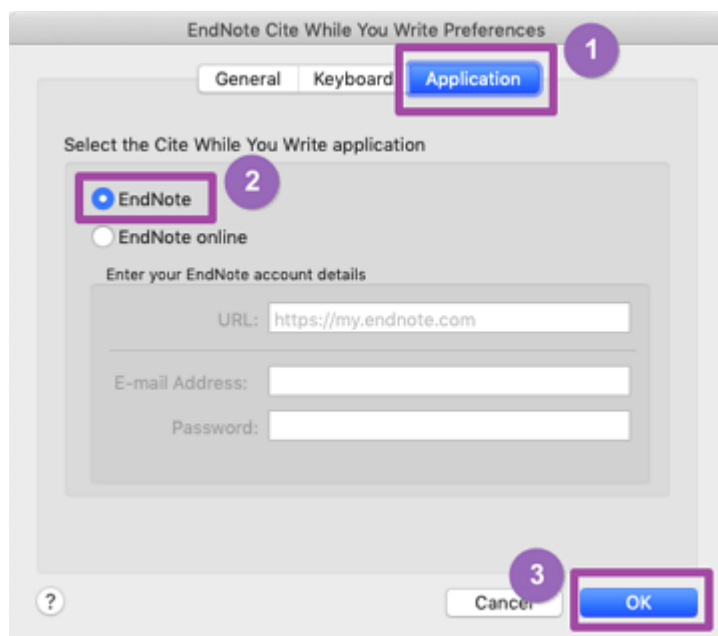 EndNote Cite While You Write Preferences
1
General Keyboard Application
Select the Cite While You Write application
2
EndNote
EndNote online
Enter your EndNote account details
URL: https://my.endnote.com
E-mail Address:
Password:
3
? Cancel OK